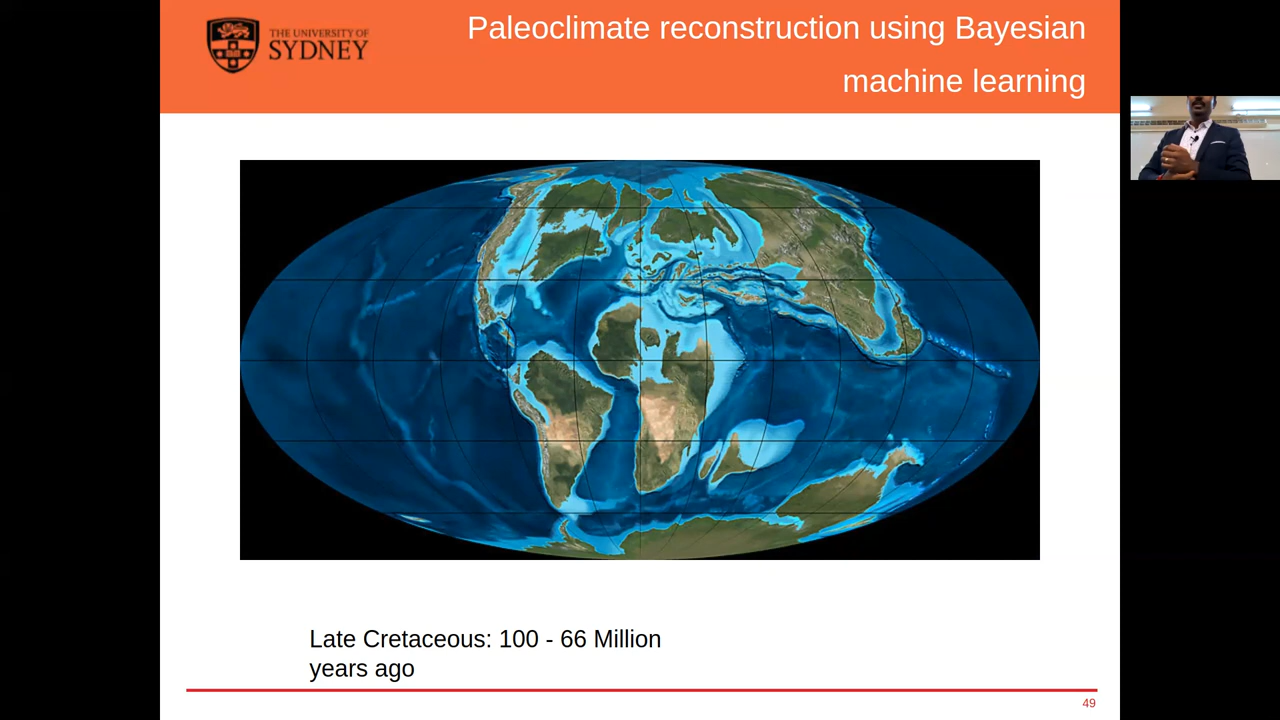 THE UNIVERSITY OF
SYDNEY
Paleoclimate reconstruction using Bayesian
machine learning
Late Cretaceous: 100 - 66 Million
years ago
49